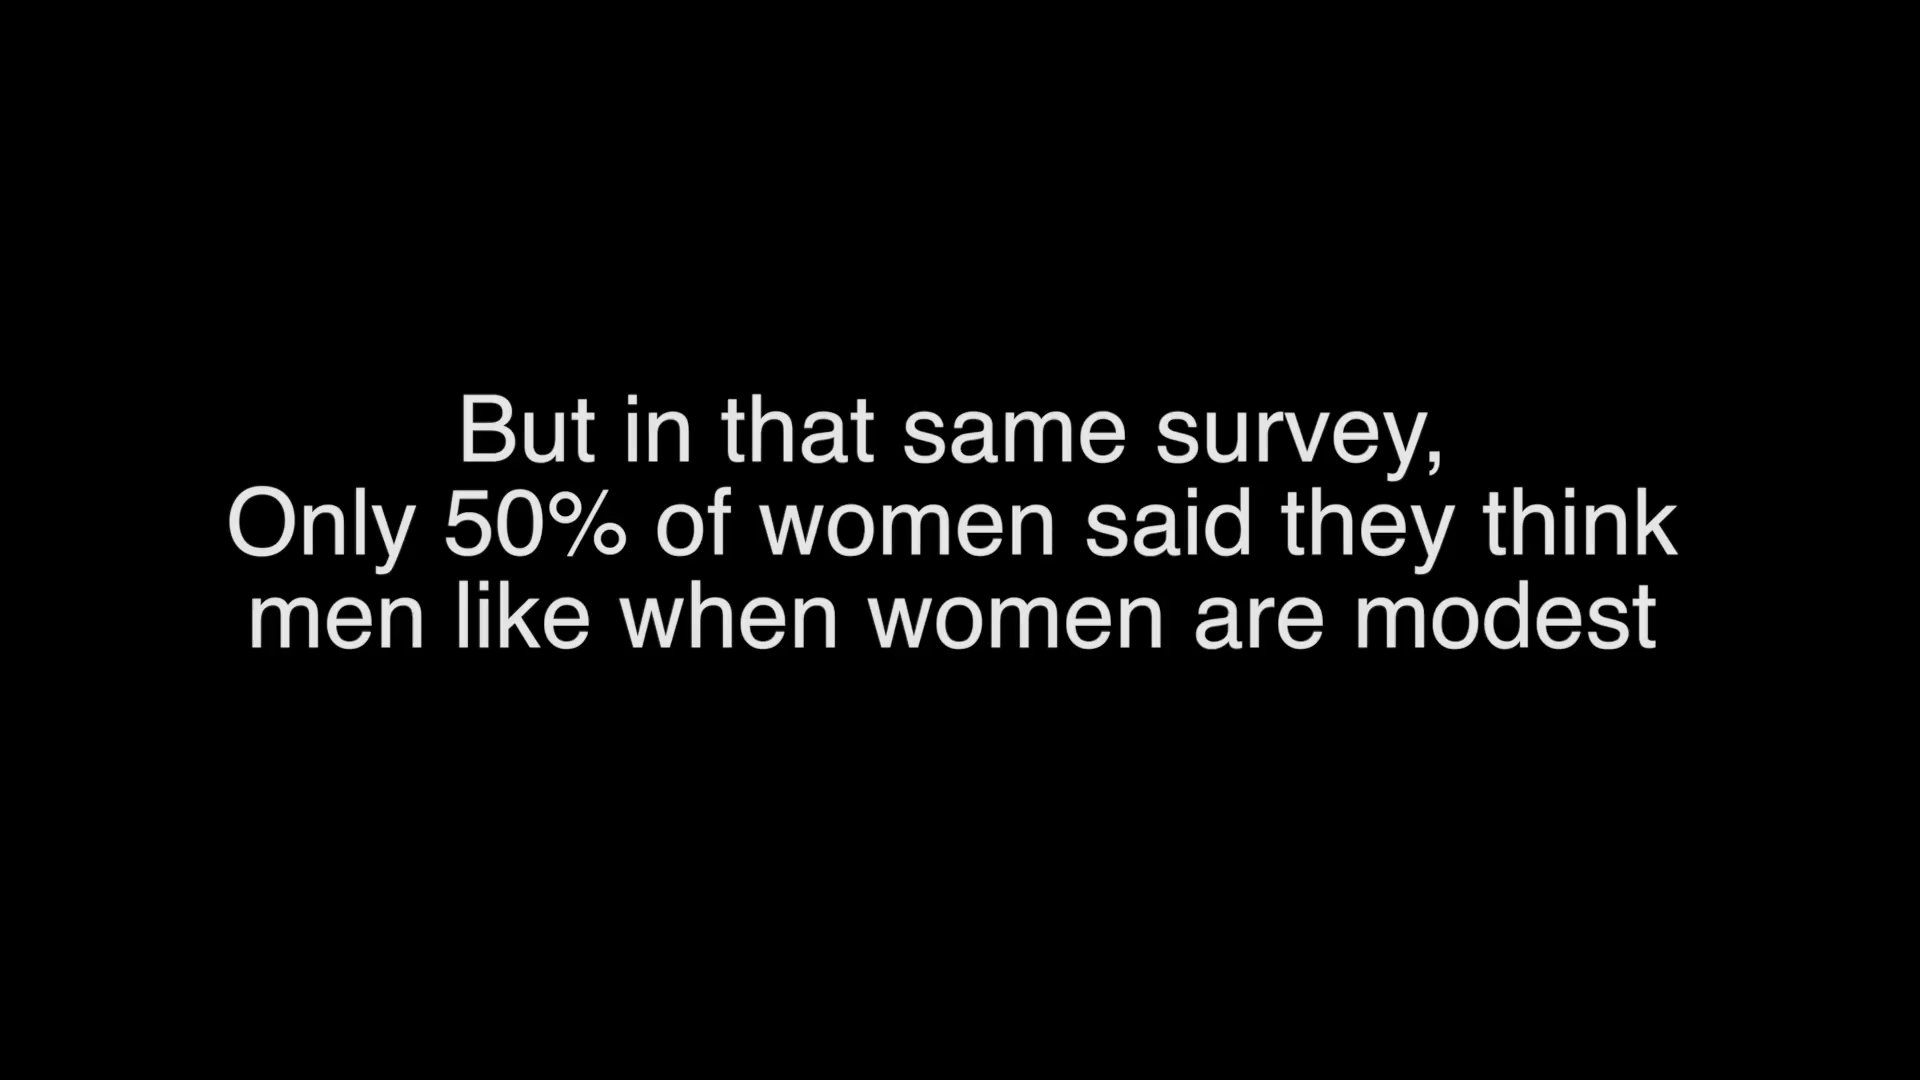 But in that same survey,
Only 50% of women said they think
men like when women are modest